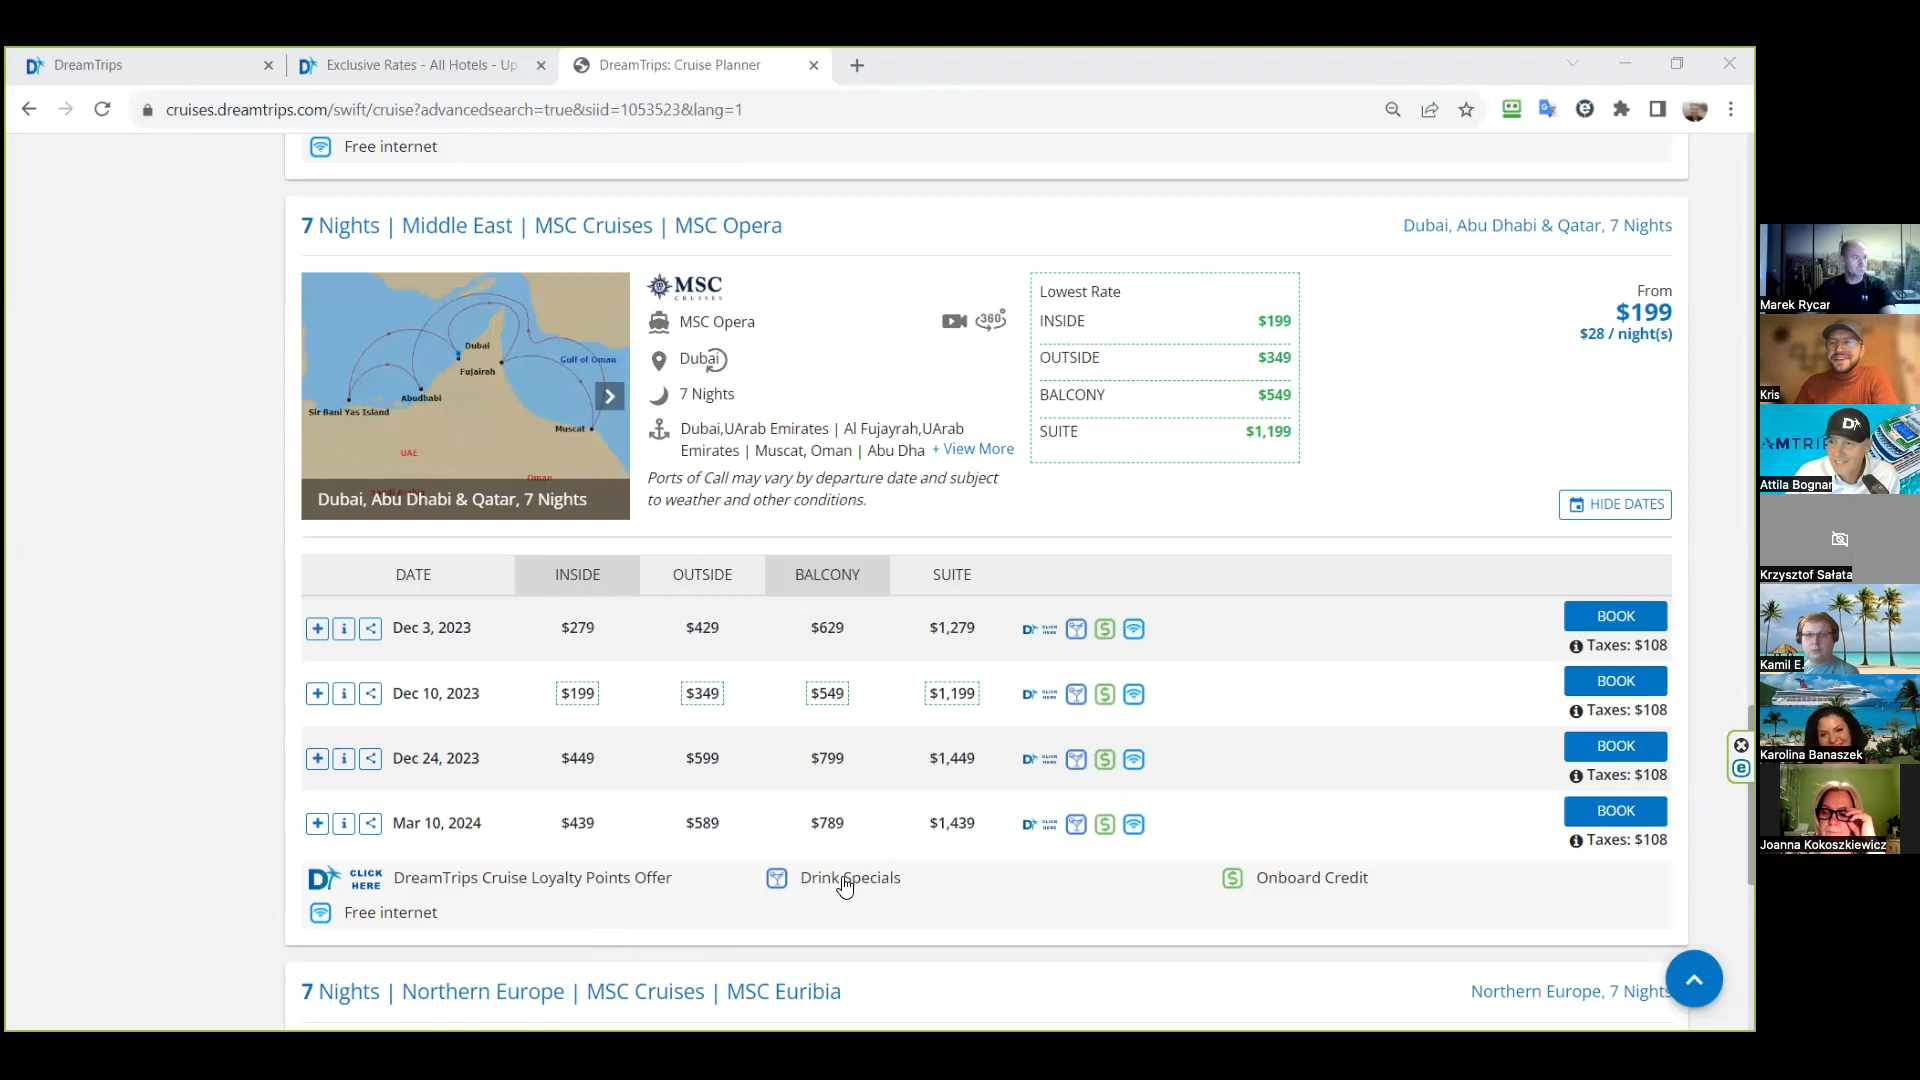 DreamTrips
Exclusive Rates - All Hotels - Up
DreamTrips: Cruise Planner
cruises.dreamtrips.com/swift/cruise?advancedsearch=true&siid=1053523&lang=1
Free internet
7 Nights | Middle East | MSC Cruises | MSC Opera
Dubai, Abu Dhabi & Qatar, 7 Nights
Dubai
Fujairah
Gulf of Oman
Abudhabi
Sir Bani Yas Island
Muscat
UAE
Oman
Dubai, Abu Dhabi & Qatar, 7 Nights
MSC
CRUISES
MSC Opera
360°
Dubai
7 Nights
Dubai,UArab Emirates | Al Fujayrah,UArab
Emirates | Muscat, Oman | Abu Dha + View More
Ports of Call may vary by departure date and subject
to weather and other conditions.
Lowest Rate
INSIDE $199
OUTSIDE $349
BALCONY $549
SUITE $1,199
From
$199
$28 / night(s)
HIDE DATES
DATE INSIDE OUTSIDE BALCONY SUITE
Dec 3, 2023 $279 $429 $629 $1,279 BOOK
Taxes: $108
Dec 10, 2023 $199 $349 $549 $1,199 BOOK
Taxes: $108
Dec 24, 2023 $449 $599 $799 $1,449 BOOK
Taxes: $108
Mar 10, 2024 $439 $589 $789 $1,439 BOOK
Taxes: $108
CLICK HERE DreamTrips Cruise Loyalty Points Offer
Drink Specials
Onboard Credit
Free internet
7 Nights | Northern Europe | MSC Cruises | MSC Euribia
Northern Europe, 7 Nights
Marek Rycar
Kris
Attila Bognar
Krzysztof Sałata
Kamil E.
Karolina Banaszek
Joanna Kokoszkiewicz